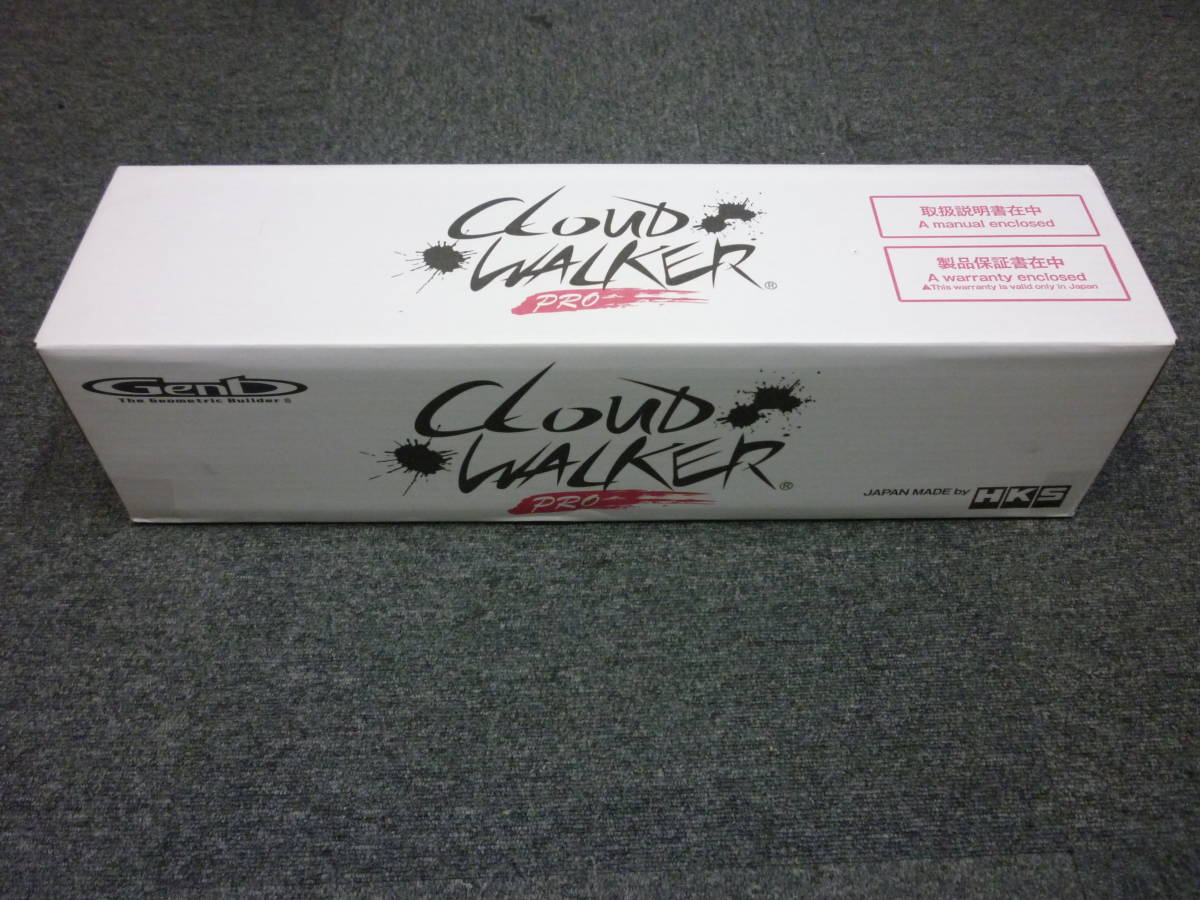 CLOUD
WALKER®
PRO
取扱説明書在中
A manual enclosed
製品保証書在中
A warranty enclosed
▲This warranty is valid only in Japan
Genb
The Geometric Builder®
CLOUD
WALKER®
PRO
JAPAN MADE by HKS